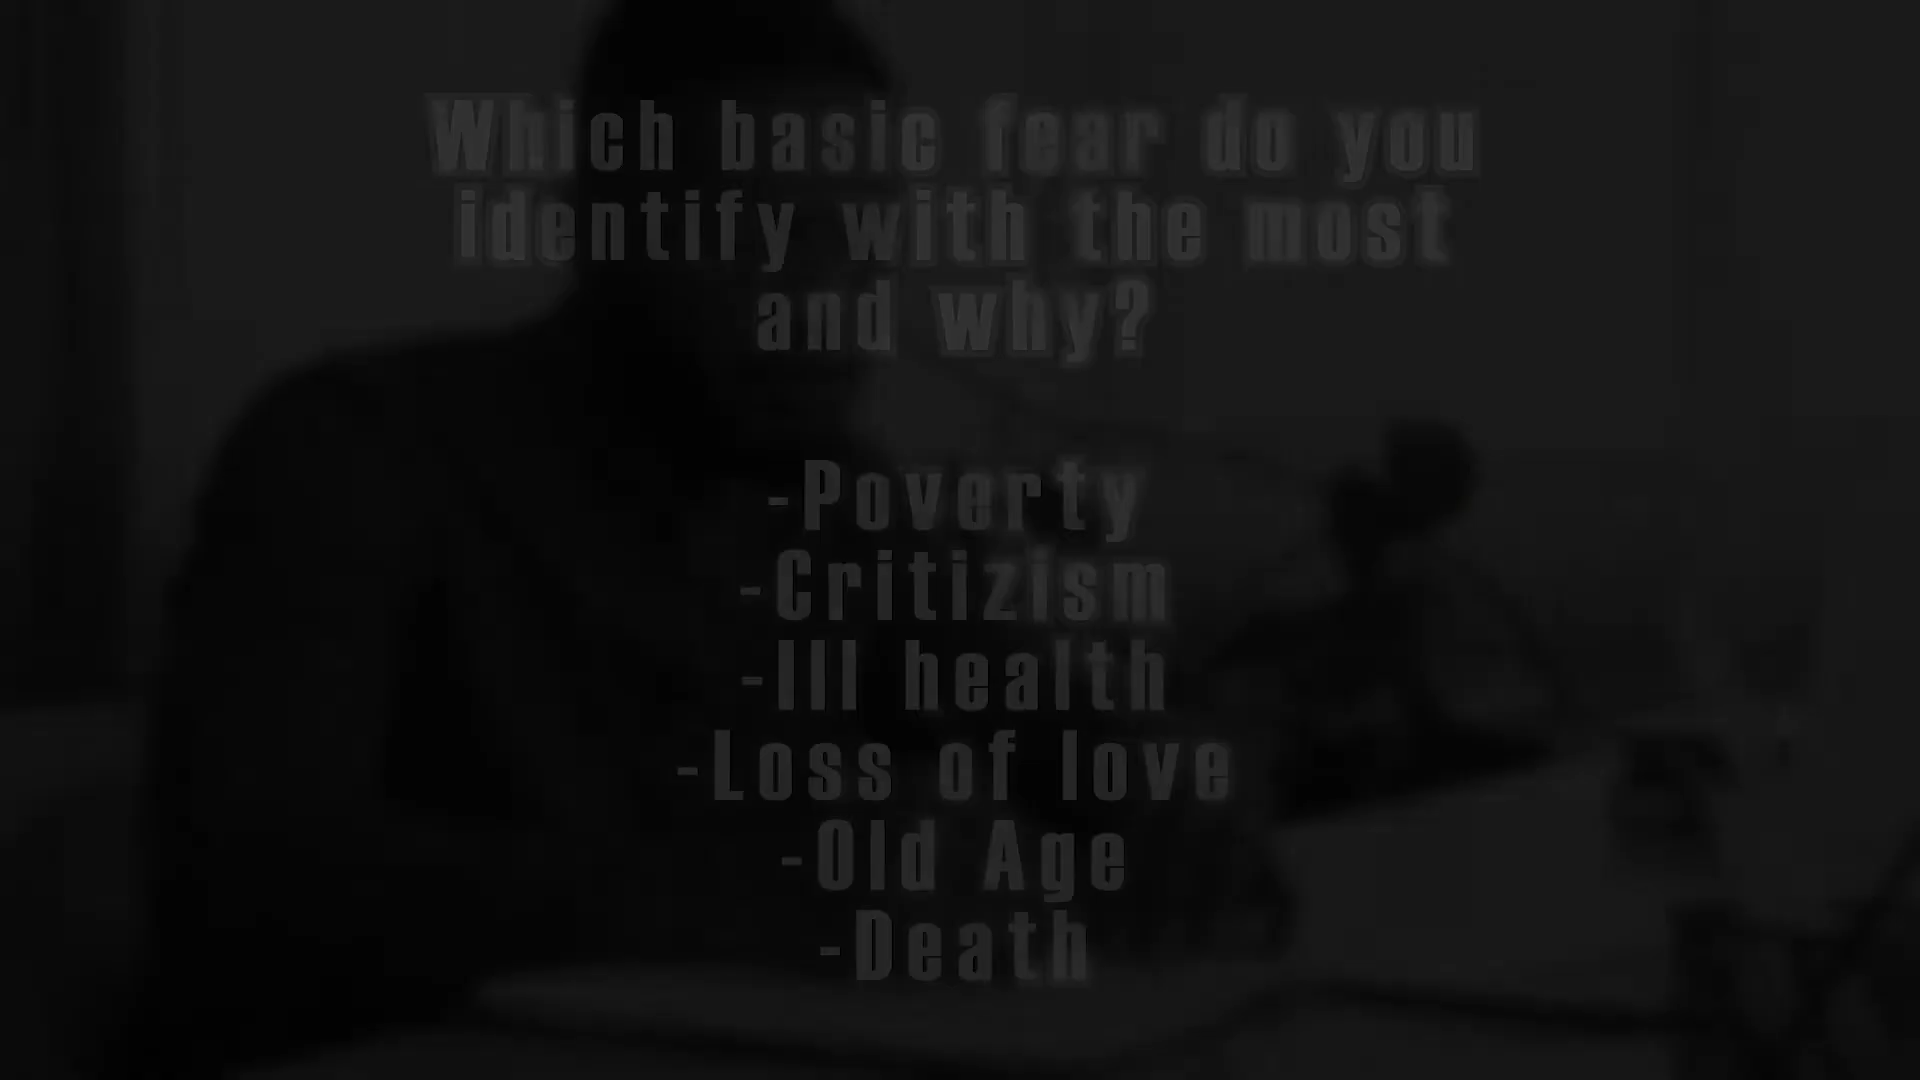 Which basic fear do you
identify with the most
and why?
-Poverty
-Critizism
-Ill health
-Loss of love
-Old Age
-Death